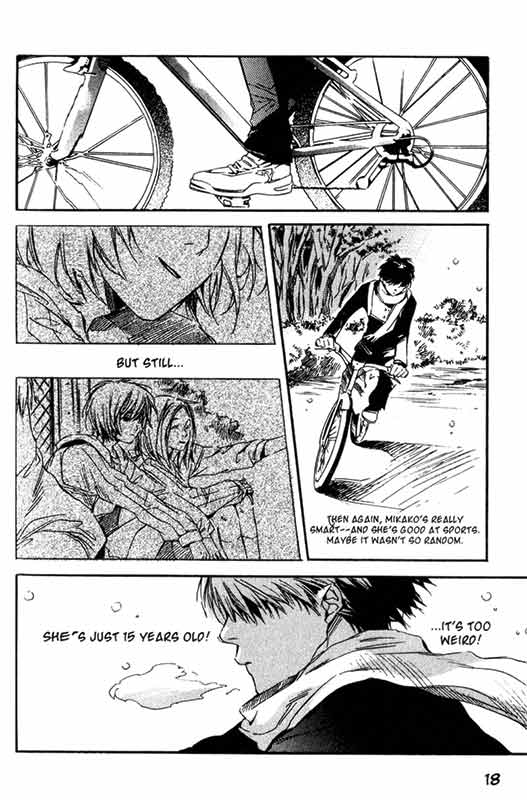 THEN AGAIN, MIKAKO'S REALLY
SMART--AND SHE'S GOOD AT SPORTS.
MAYBE IT WASN'T SO RANDOM.
BUT STILL...
SHE'S JUST 15 YEARS OLD!
...IT'S TOO
WEIRD!
18